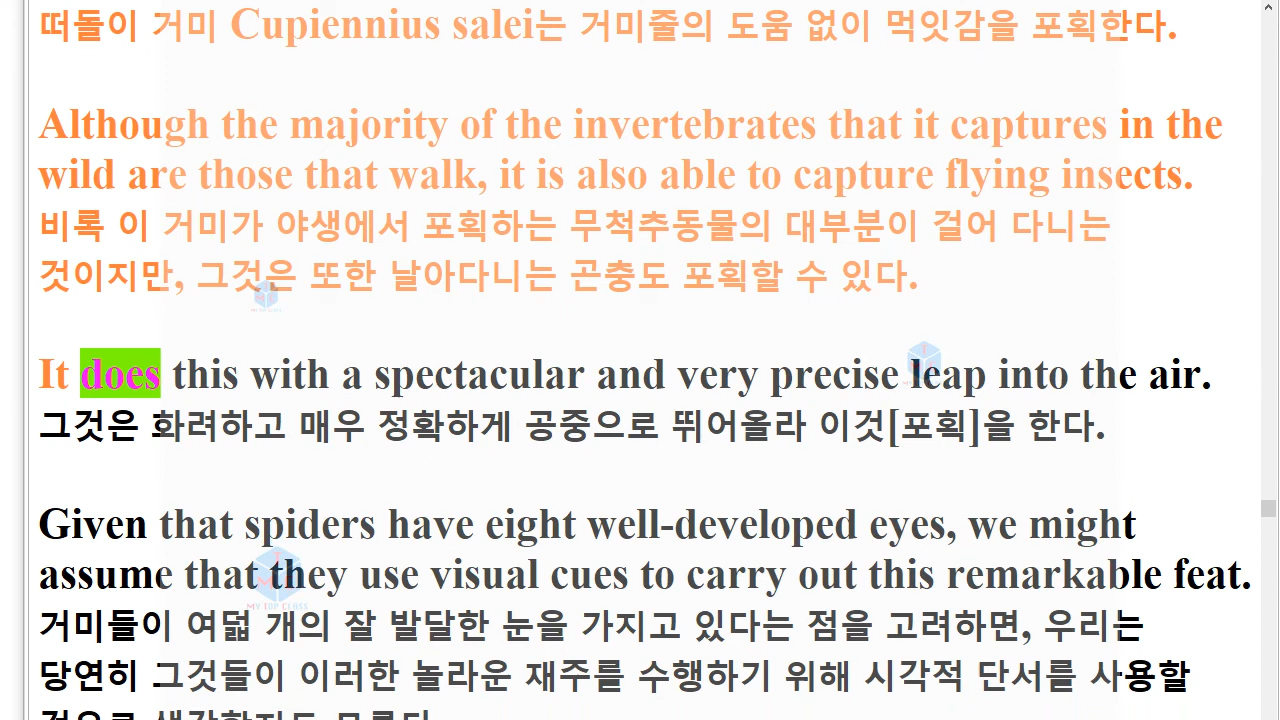 떠돌이 거미 Cupiennius salei는 거미줄의 도움 없이 먹잇감을 포획한다.
Although the majority of the invertebrates that it captures in the
wild are those that walk, it is also able to capture flying insects.
비록 이 거미가 야생에서 포획하는 무척추동물의 대부분이 걸어 다니는
것이지만, 그것은 또한 날아다니는 곤충도 포획할 수 있다.
It does this with a spectacular and very precise leap into the air.
그것은 화려하고 매우 정확하게 공중으로 뛰어올라 이것[포획]을 한다.
Given that spiders have eight well-developed eyes, we might
assume that they use visual cues to carry out this remarkable feat.
거미들이 여덟 개의 잘 발달한 눈을 가지고 있다는 점을 고려하면, 우리는
당연히 그것들이 이러한 놀라운 재주를 수행하기 위해 시각적 단서를 사용할
MY TOP CLASS